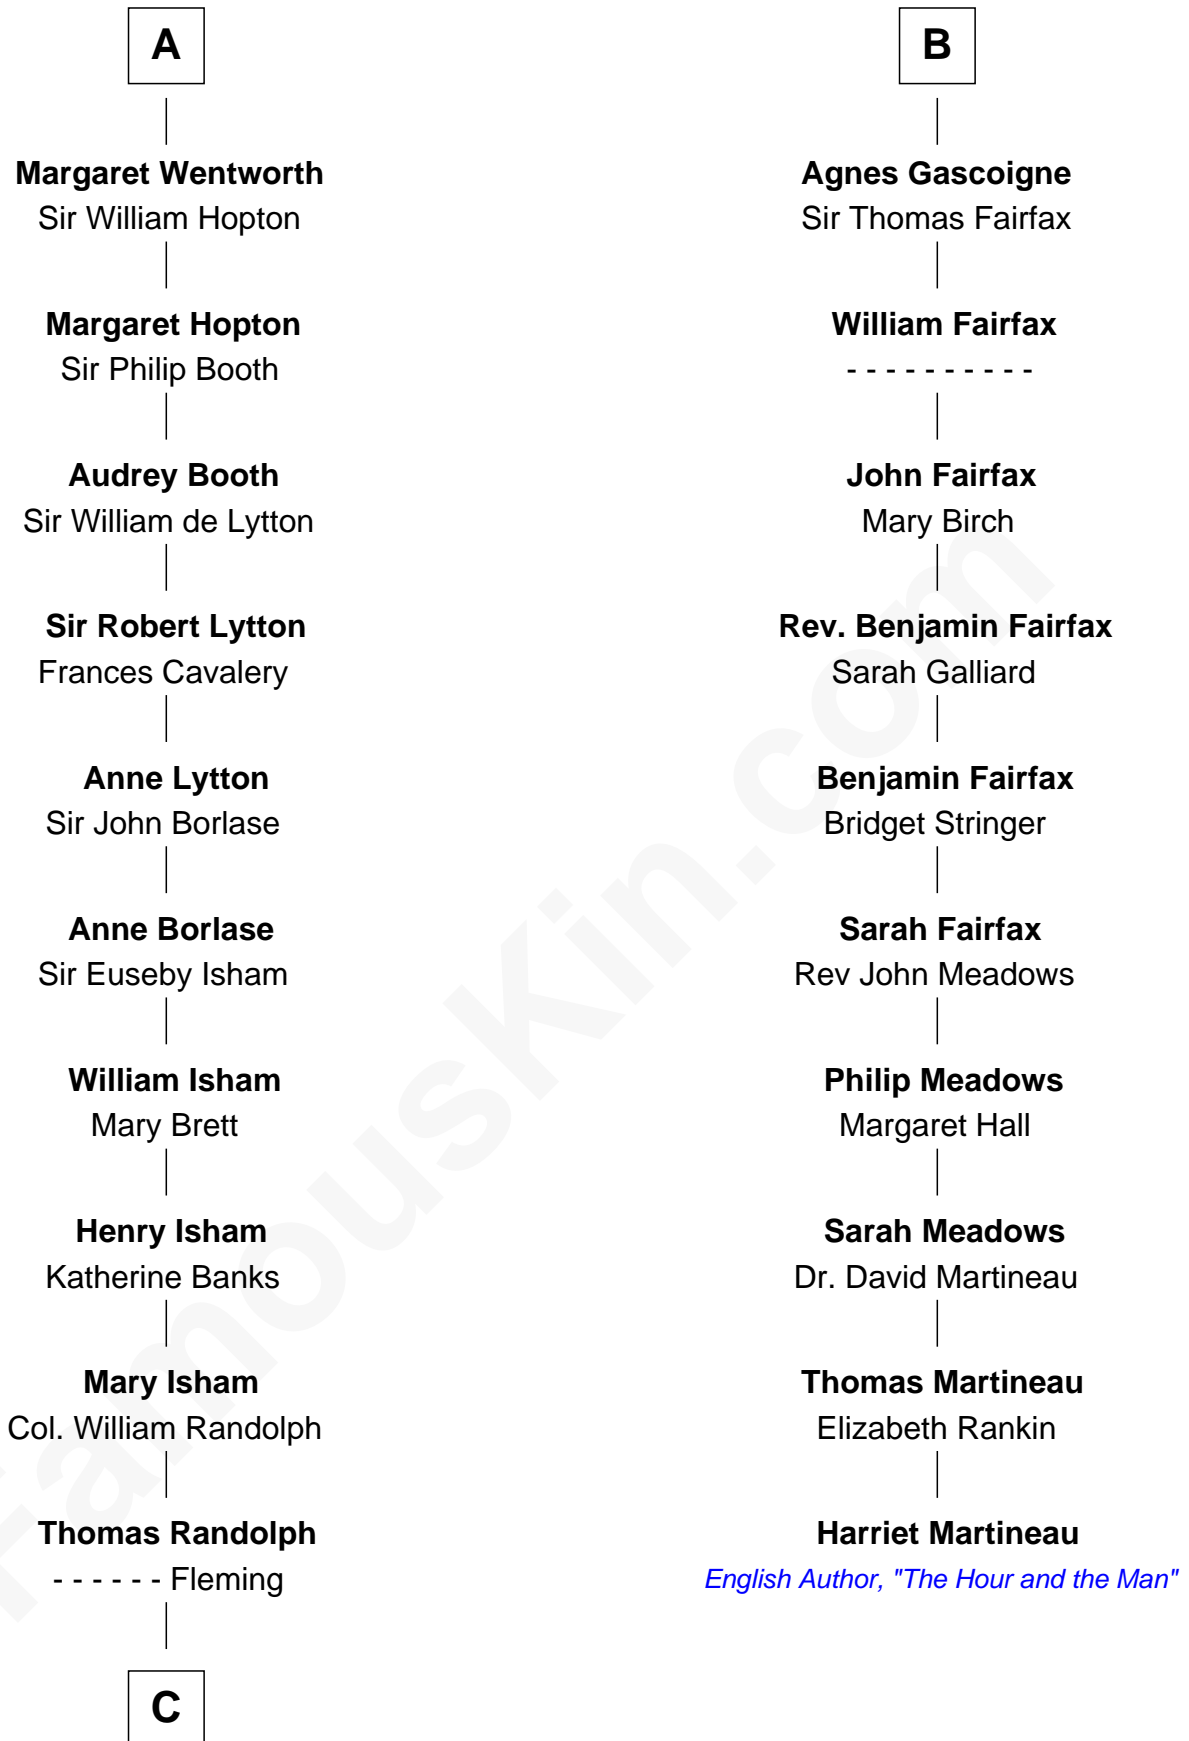 A
Margaret Wentworth
Sir William Hopton
Margaret Hopton
Sir Philip Booth
Audrey Booth
Sir William de Lytton
Sir Robert Lytton
Frances Cavalery
Anne Lytton
Sir John Borlase
Anne Borlase
Sir Euseby Isham
William Isham
Mary Brett
Henry Isham
Katherine Banks
Mary Isham
Col. William Randolph
Thomas Randolph
- - - - - - Fleming
C
B
Agnes Gascoigne
Sir Thomas Fairfax
William Fairfax
- - - - - - - - - -
John Fairfax
Mary Birch
Rev. Benjamin Fairfax
Sarah Galliard
Benjamin Fairfax
Bridget Stringer
Sarah Fairfax
Rev John Meadows
Philip Meadows
Margaret Hall
Sarah Meadows
Dr. David Martineau
Thomas Martineau
Elizabeth Rankin
Harriet Martineau
English Author, "The Hour and the Man"
FamousKin.com